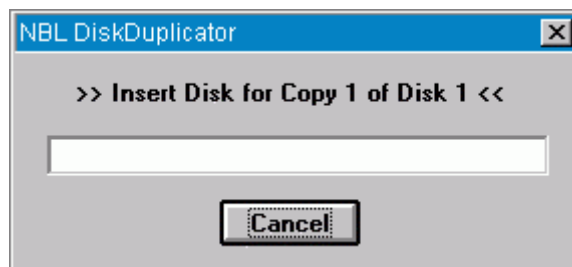 NBL DiskDuplicator
>> Insert Disk for Copy 1 of Disk 1 <<
Cancel